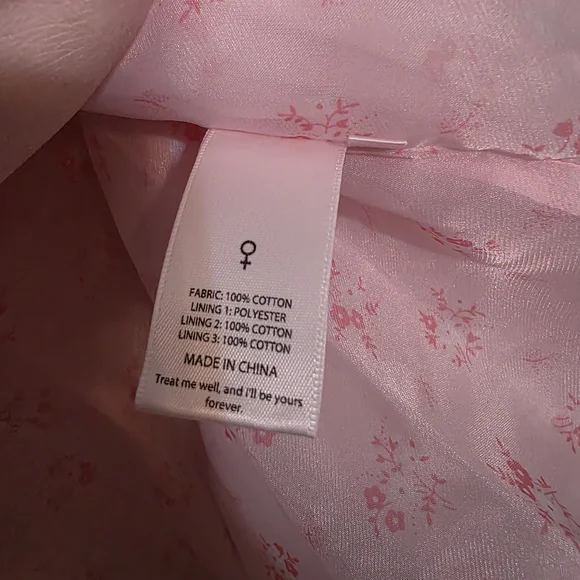 FABRIC: 100% COTTON
LINING 1: POLYESTER
LINING 2: 100% COTTON
LINING 3: 100% COTTON
MADE IN CHINA
Treat me well, and i'll be yours
forever.